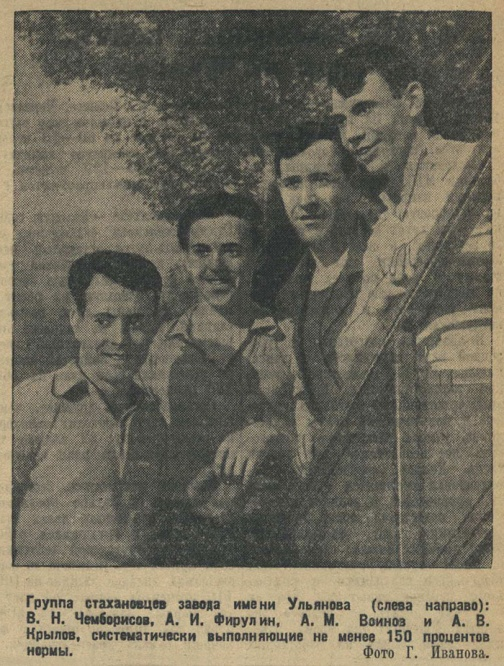 Группа стахановцев завода имени Ульянова (слева направо):
В. Н. Чемборисов, А. И. Фирулин, А. М. Воинов и А. В.
Крылов, систематически выполняющие не менее 150 процентов
нормы. Фото Г. Иванова.